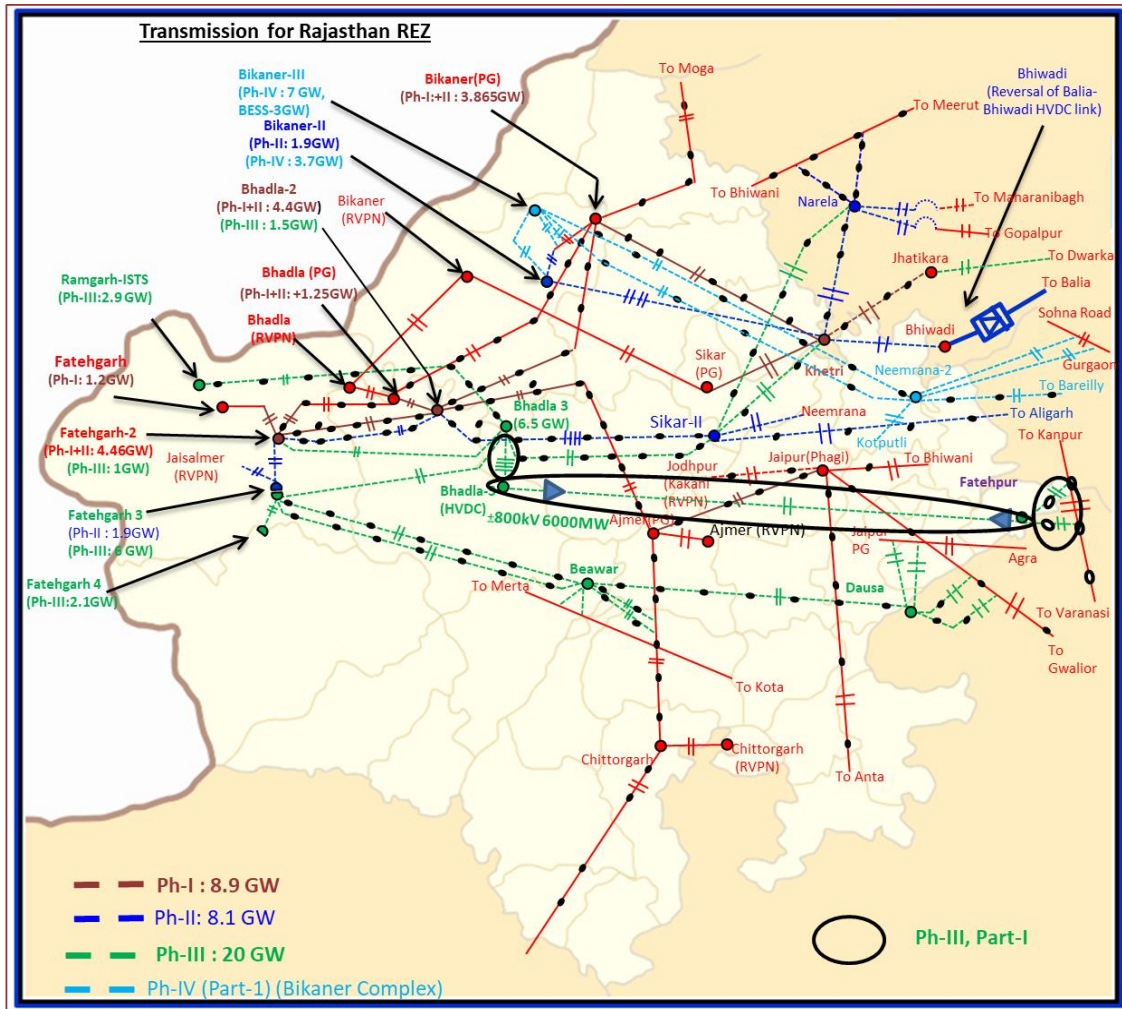 Transmission for Rajasthan REZ
To Moga
Bikaner-III
(Ph-IV : 7 GW,
BESS-3GW)
Bikaner(PG)
(Ph-I:+II : 3.865GW)
Bhiwadi
(Reversal of Balia-
Bhiwadi HVDC link)
To Meerut
Bikaner-II
(Ph-II: 1.9GW)
(Ph-IV : 3.7GW)
Bhadla-2
(Ph-I+II : 4.4GW)
(Ph-III : 1.5GW)
Bikaner
(RVPN)
To Bhiwani
Narela
To Maharanibagh
To Gopalpur
Jhatikara
To Dwarka
Ramgarh-ISTS
(Ph-III:2.9 GW)
Bhadla (PG)
(Ph-I+II: +1.25GW)
Bhadla
(RVPN)
To Balia
Bhiwadi
Sohna Road
Gurgaon
Fatehgarh
(Ph-I: 1.2GW)
Sikar
(PG)
Khetri
Neemrana-2
To Bareilly
Fatehgarh-2
(Ph-I+II: 4.46GW)
(Ph-III: 1GW)
Bhadla 3
(6.5 GW)
Sikar-II
Neemrana
To Aligarh
Kotputli
To Kanpur
Jaisalmer
(RVPN)
Jodhpur
(Kakani)
(RVPN)
Jaipur(Phagi)
To Bhiwani
Fatehpur
Bhadla-3
(HVDC)
±800kV 6000MW
Fatehgarh 3
(Ph-II : 1.9GW)
(Ph-III: 6 GW)
Ajmer(PG)
Ajmer (RVPN)
Jaipur
PG
Agra
Fatehgarh 4
(Ph-III:2.1GW)
Beawar
To Merta
Dausa
To Varanasi
To
Gwalior
To Kota
Chittorgarh
Chittorgarh
(RVPN)
To Anta
Ph-I : 8.9 GW
Ph-II: 8.1 GW
Ph-III : 20 GW
Ph-IV (Part-1) (Bikaner Complex)
Ph-III, Part-I